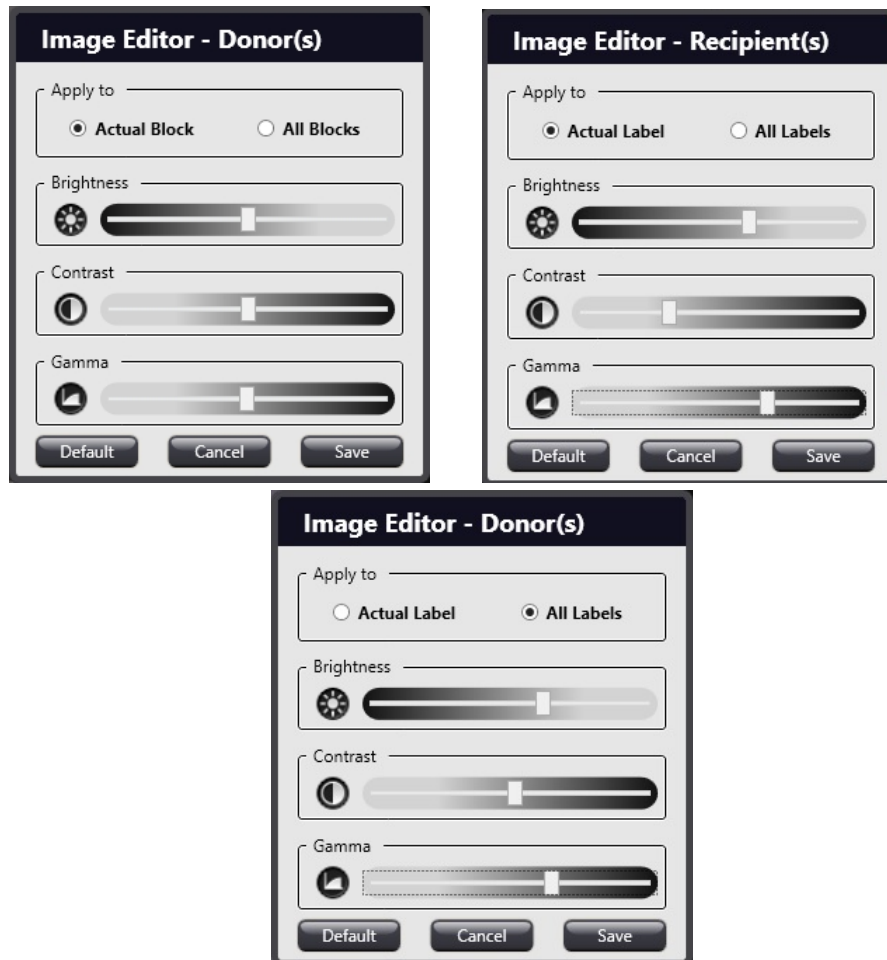 Image Editor - Donor(s)
Apply to
Actual Block All Blocks
Brightness
Contrast
Gamma
Default Cancel Save
Image Editor - Recipient(s)
Apply to
Actual Label All Labels
Brightness
Contrast
Gamma
Default Cancel Save
Image Editor - Donor(s)
Apply to
Actual Label All Labels
Brightness
Contrast
Gamma
Default Cancel Save